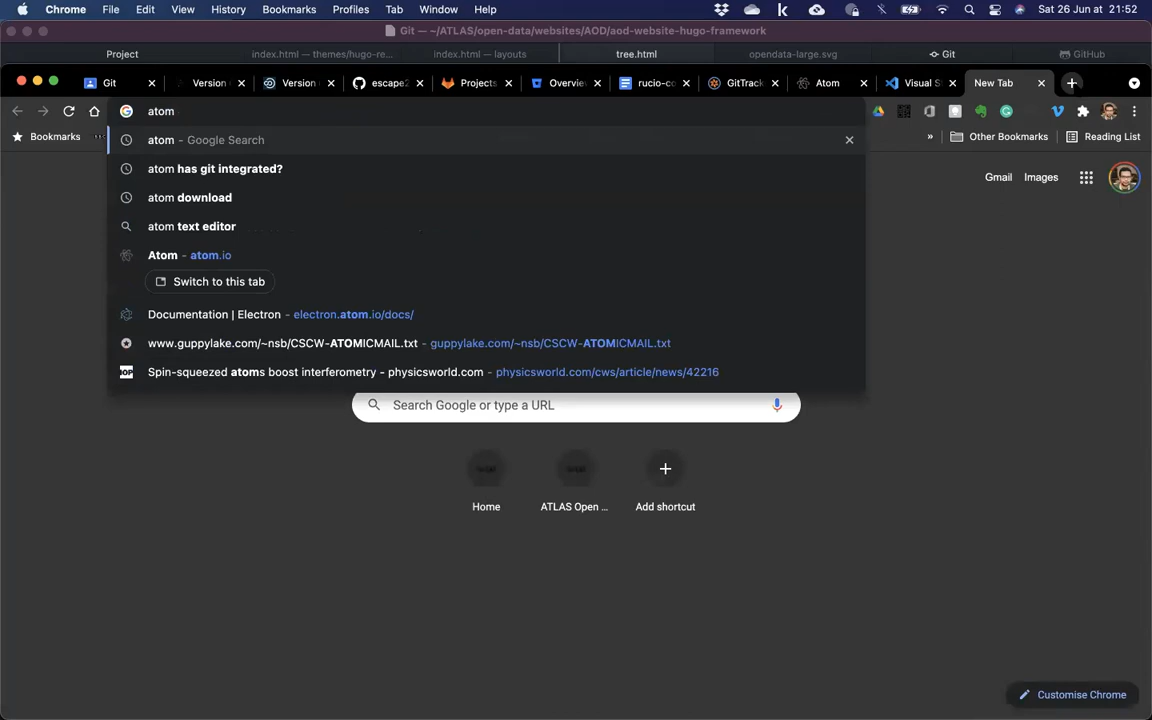 Chrome File Edit View History Bookmarks Profiles Tab Window Help Sat 26 Jun at 21:52
Git — ~/ATLAS/open-data/websites/AOD/aod-website-hugo-framework
Project index.html — themes/hugo-re... index.html — layouts tree.html opendata-large.svg Git GitHub
Git Version Version escape2 Projects Overvie rucio-co GitTrack Atom Visual S New Tab
atom
Bookmarks » Other Bookmarks Reading List
atom - Google Search
atom has git integrated?
atom download
atom text editor
Atom - atom.io
Switch to this tab
Documentation | Electron - electron.atom.io/docs/
www.guppylake.com/~nsb/CSCW-ATOMICMAIL.txt - guppylake.com/~nsb/CSCW-ATOMICMAIL.txt
Spin-squeezed atoms boost interferometry - physicsworld.com - physicsworld.com/cws/article/news/42216
Gmail Images
Search Google or type a URL
Home ATLAS Open ... Add shortcut
Customise Chrome